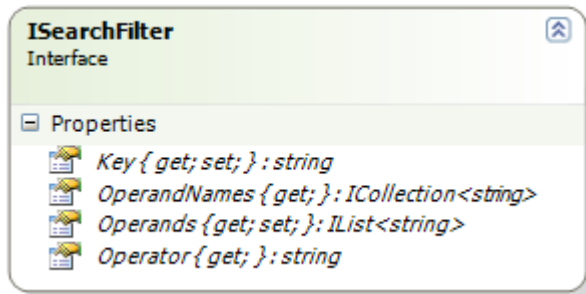 ISearchFilter
Interface
Properties
Key { get; set; } : string
OperandNames { get; } : ICollection<string>
Operands {get; set; }: IList<string>
Operator { get; } : string